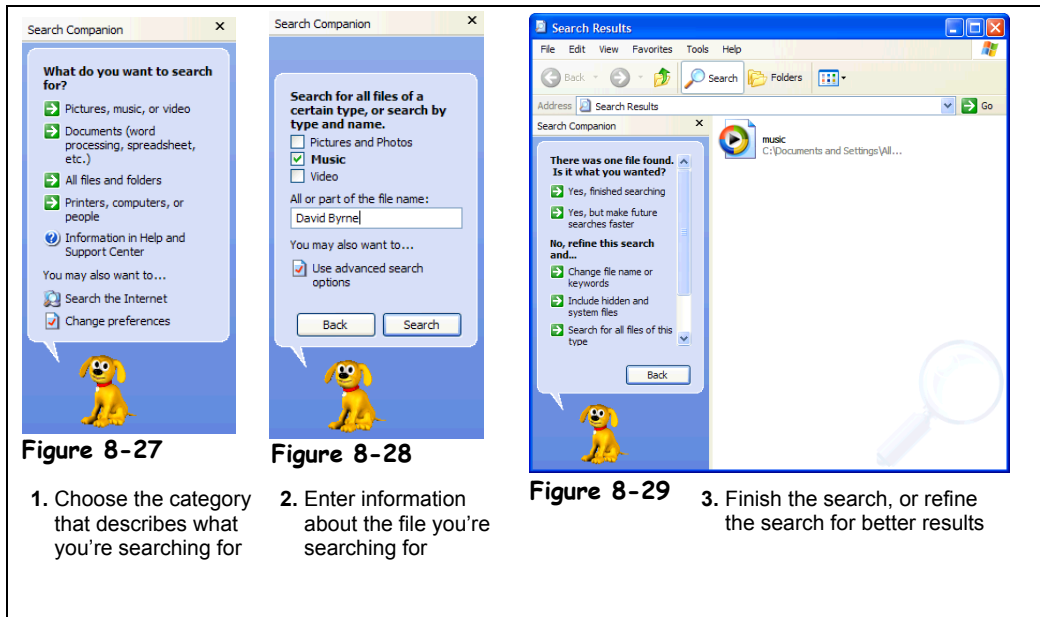 Search Companion
What do you want to search
for?
Pictures, music, or video
Documents (word
processing, spreadsheet,
etc.)
All files and folders
Printers, computers, or
people
Information in Help and
Support Center
You may also want to...
Search the Internet
Change preferences
Figure 8-27
1. Choose the category
that describes what
you're searching for
Search Companion
Search for all files of a
certain type, or search by
type and name.
Pictures and Photos
Music
Video
All or part of the file name:
David Byrne
You may also want to...
Use advanced search
options
Back
Search
Figure 8-28
2. Enter information
about the file you're
searching for
Search Results
File Edit View Favorites Tools Help
Back Search Folders
Address Search Results Go
Search Companion
There was one file found.
Is it what you wanted?
Yes, finished searching
Yes, but make future
searches faster
No, refine this search
and...
Change file name or
keywords
Include hidden and
system files
Search for all files of this
type
Back
music
C:\Documents and Settings\All...
Figure 8-29
3. Finish the search, or refine
the search for better results